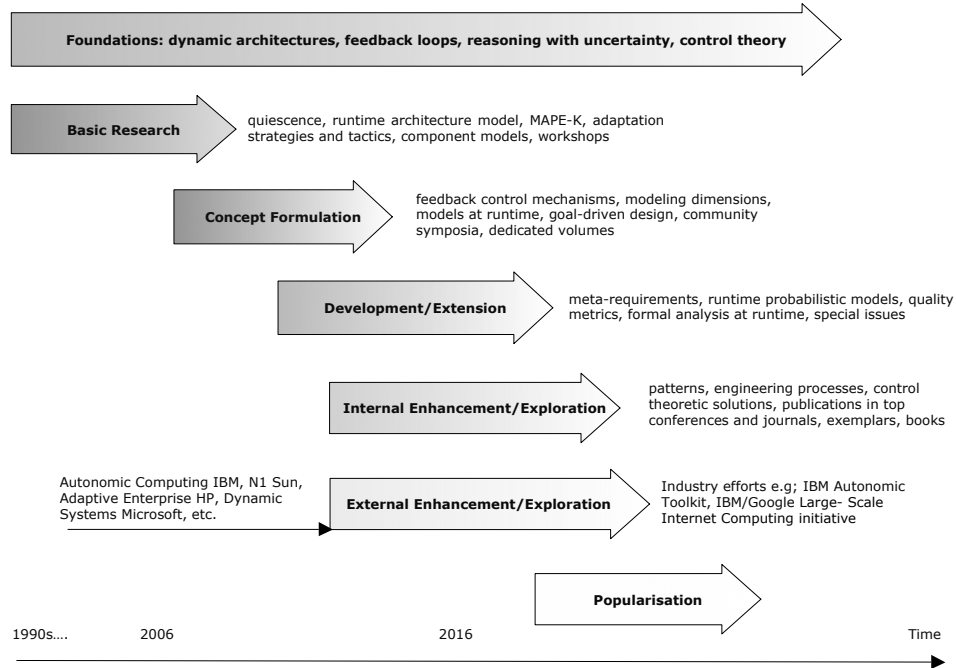 Foundations: dynamic architectures, feedback loops, reasoning with uncertainty, control theory
Basic Research
quiescence, runtime architecture model, MAPE-K, adaptation
strategies and tactics, component models, workshops
Concept Formulation
feedback control mechanisms, modeling dimensions,
models at runtime, goal-driven design, community
symposia, dedicated volumes
Development/Extension
meta-requirements, runtime probabilistic models, quality
metrics, formal analysis at runtime, special issues
Internal Enhancement/Exploration
patterns, engineering processes, control
theoretic solutions, publications in top
conferences and journals, exemplars, books
Autonomic Computing IBM, N1 Sun,
Adaptive Enterprise HP, Dynamic
Systems Microsoft, etc.
External Enhancement/Exploration
Industry efforts e.g; IBM Autonomic
Toolkit, IBM/Google Large- Scale
Internet Computing initiative
Popularisation
1990s.... 2006 2016 Time